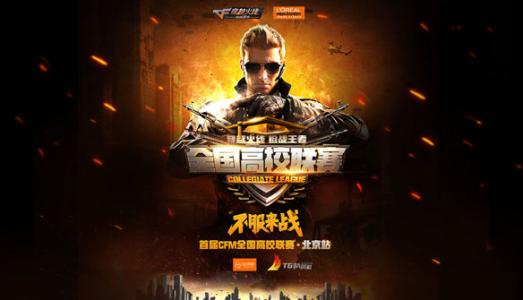 CF 穿越火线
L'ORÉAL
穿越火线 枪战王者
全国高校联赛
COLLEGIATE LEAGUE
不服来战
首届CFM全国高校联赛·北京站